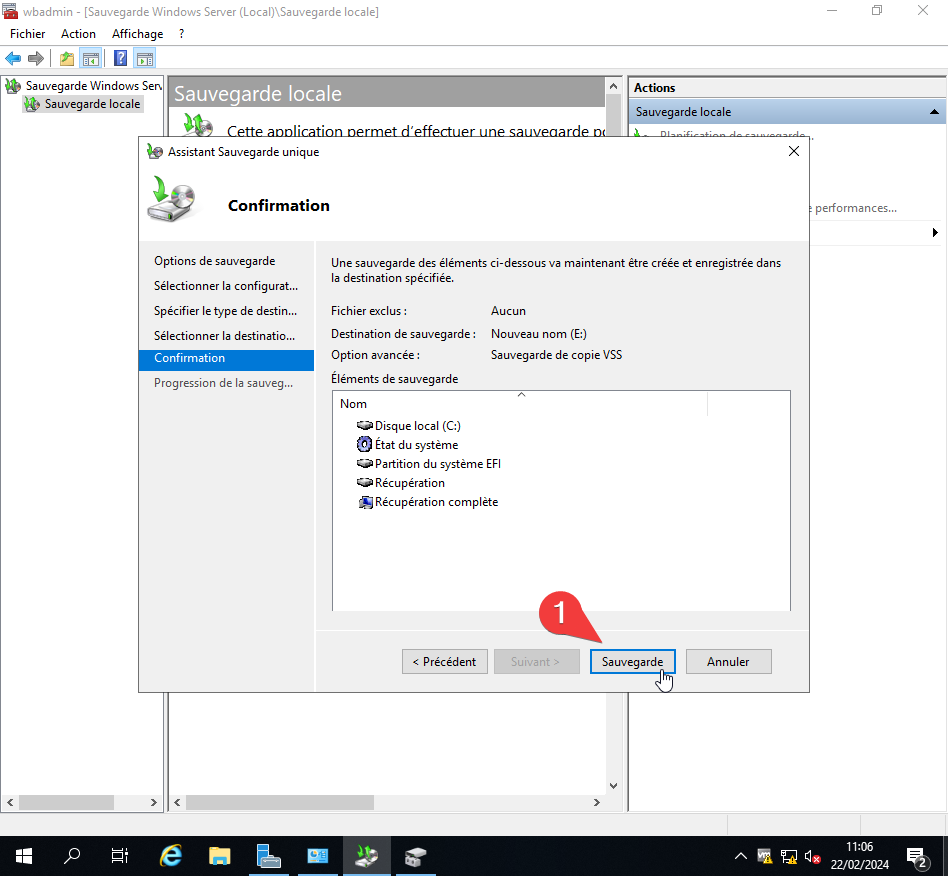 wbadmin - [Sauvegarde Windows Server (Local)\Sauvegarde locale]
Fichier Action Affichage ?
Sauvegarde Windows Serv
Sauvegarde locale
Sauvegarde locale
Cette application permet d'effectuer une sauvegarde po
Actions
Sauvegarde locale
Planification de sauvegarde...
performances...
Assistant Sauvegarde unique
Confirmation
Options de sauvegarde
Sélectionner la configurat...
Spécifier le type de destin...
Sélectionner la destinatio...
Confirmation
Progression de la sauveg...
Une sauvegarde des éléments ci-dessous va maintenant être créée et enregistrée dans
la destination spécifiée.
Fichier exclus : Aucun
Destination de sauvegarde : Nouveau nom (E:)
Option avancée : Sauvegarde de copie VSS
Éléments de sauvegarde
Nom
Disque local (C:)
État du système
Partition du système EFI
Récupération
Récupération complète
1
< Précédent Suivant > Sauvegarde Annuler
11:06
22/02/2024
2